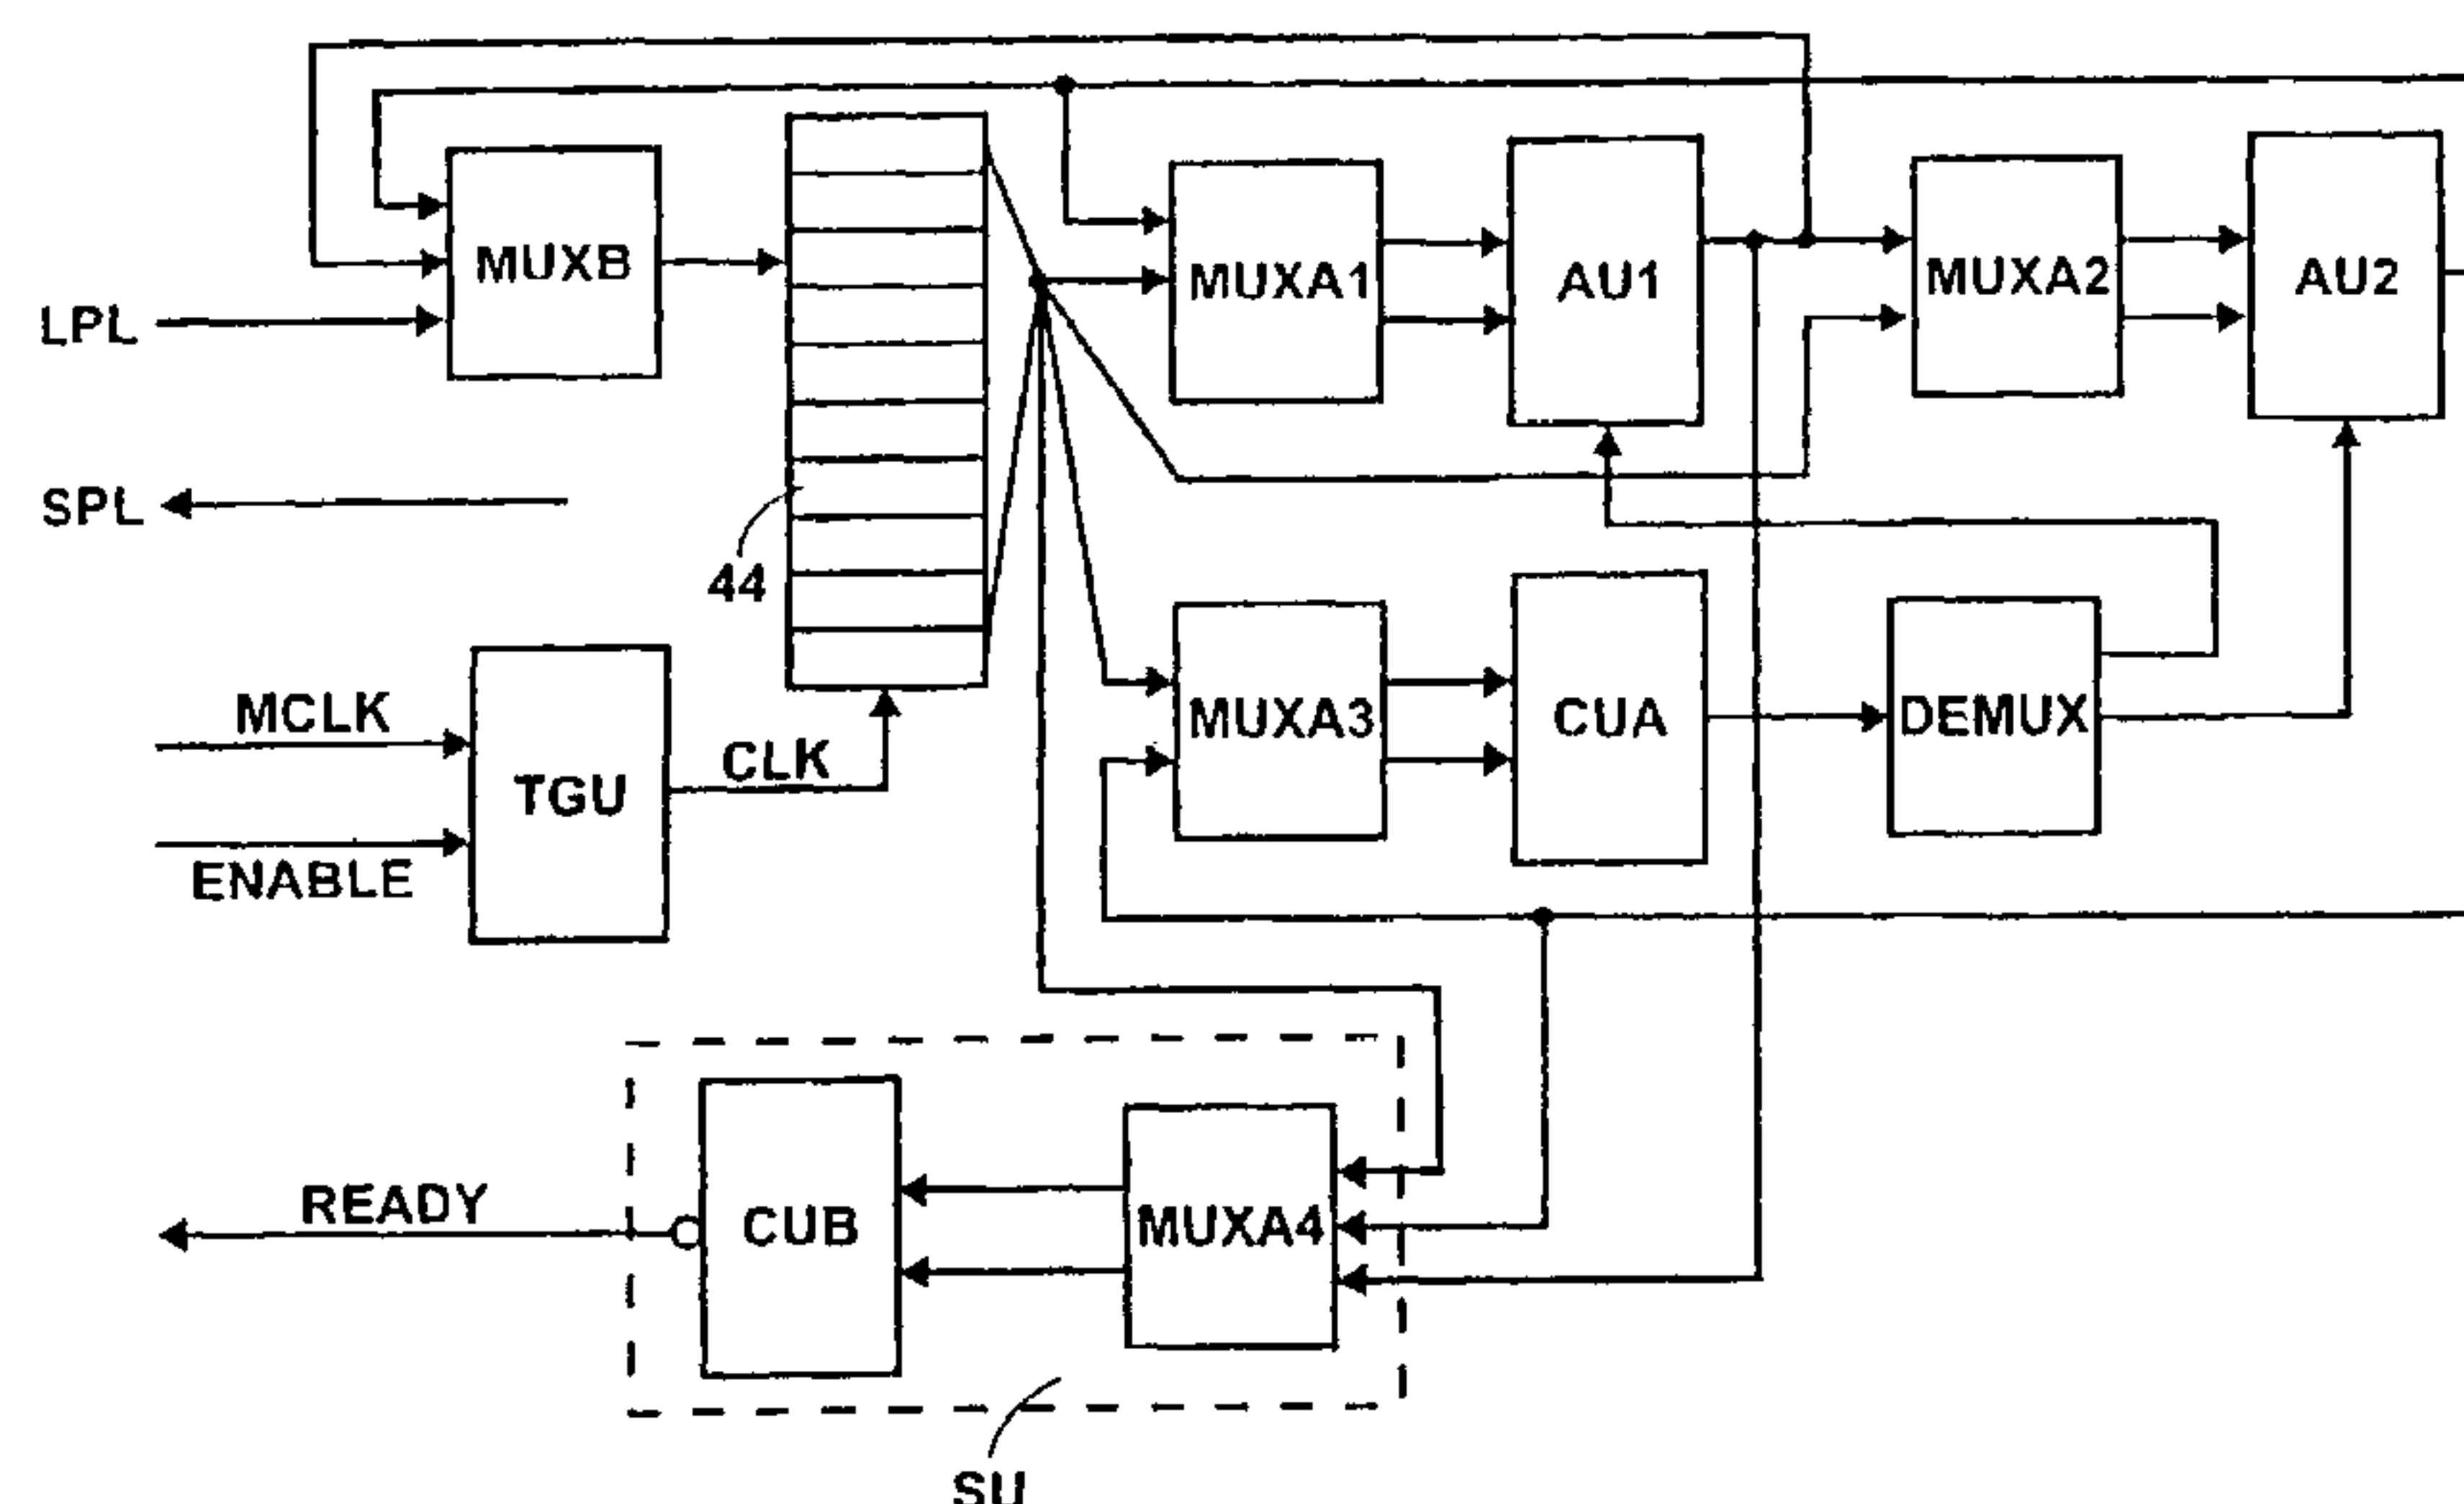 MUXB
MUXA1
AU1
MUXA2
AU2
LPL
SPL
44
MCLK
TGU
CLK
ENABLE
MUXA3
CUA
DEMUX
READY
CUB
MUXA4
SU